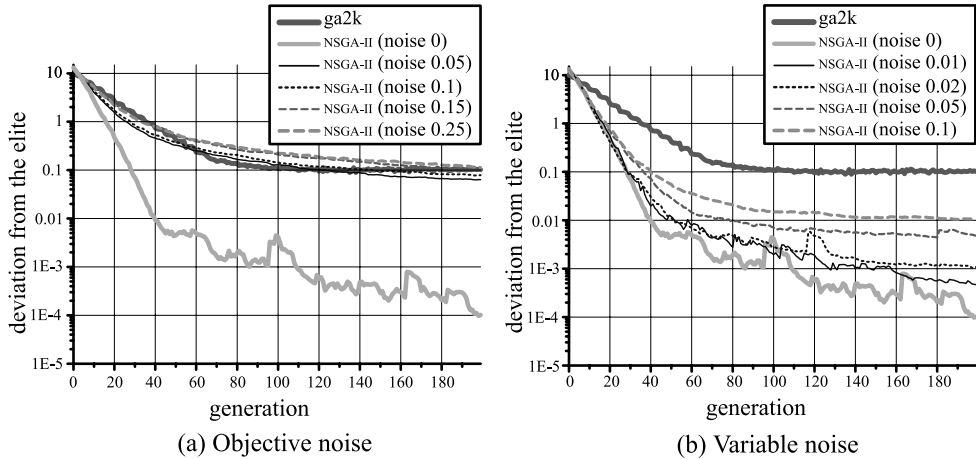 ga2k
NSGA-II (noise 0)
NSGA-II (noise 0.05)
NSGA-II (noise 0.1)
NSGA-II (noise 0.15)
NSGA-II (noise 0.25)
10
1
0.1
0.01
1E-3
1E-4
1E-5
deviation from the elite
0 20 40 60 80 100 120 140 160 180
generation
(a) Objective noise
ga2k
NSGA-II (noise 0)
NSGA-II (noise 0.01)
NSGA-II (noise 0.02)
NSGA-II (noise 0.05)
NSGA-II (noise 0.1)
10
1
0.1
0.01
1E-3
1E-4
1E-5
deviation from the elite
0 20 40 60 80 100 120 140 160 180
generation
(b) Variable noise